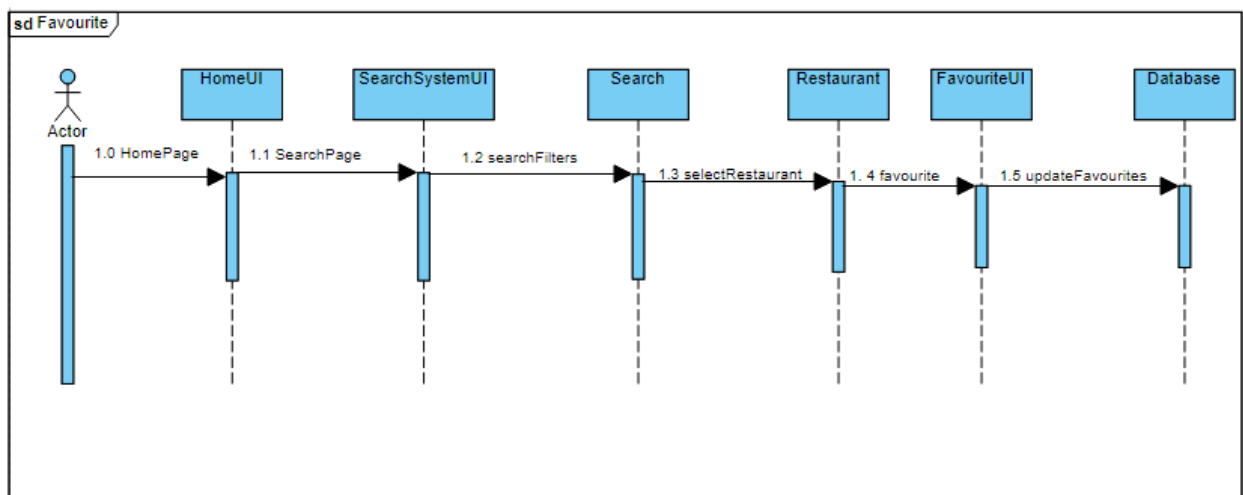 sd Favourite
HomeUI
SearchSystemUI
Search
Restaurant
FavouriteUI
Database
Actor
1.0 HomePage
1.1 SearchPage
1.2 searchFilters
1.3 selectRestaurant
1. 4 favourite
1.5 updateFavourites